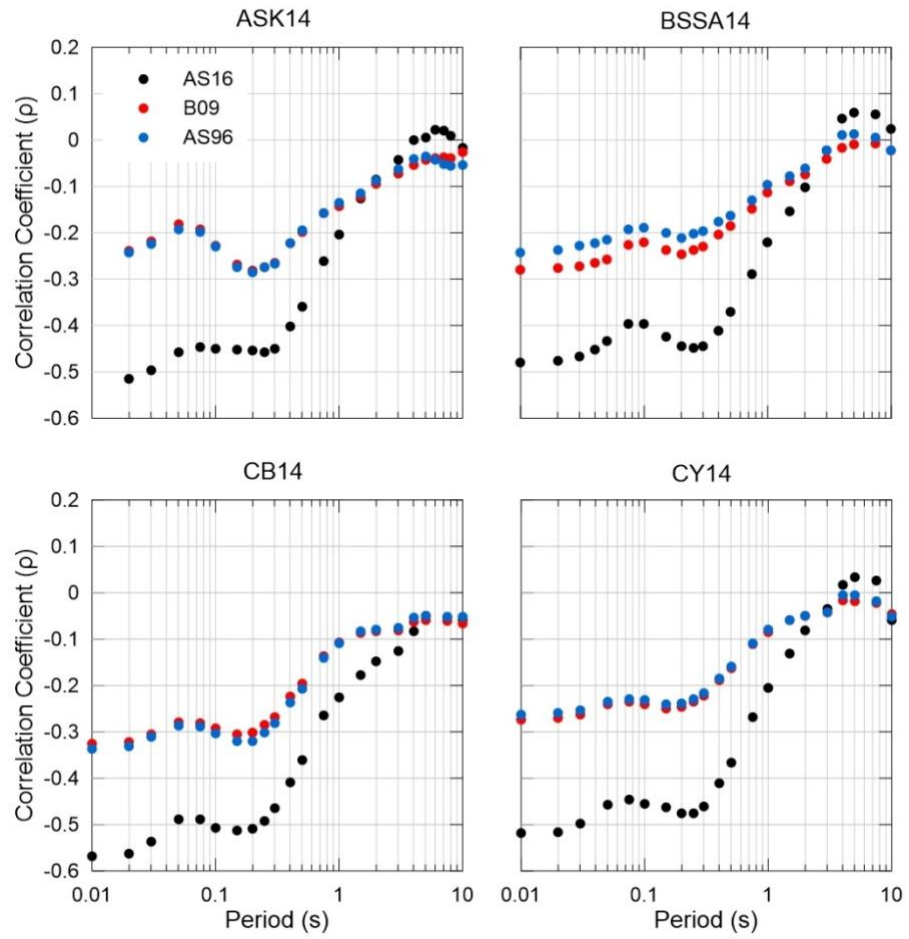 ASK14
BSSA14
Correlation Coefficient (ρ)
0.2
0.1
0
-0.1
-0.2
-0.3
-0.4
-0.5
-0.6
AS16
B09
AS96
CB14
CY14
Correlation Coefficient (ρ)
0.2
0.1
0
-0.1
-0.2
-0.3
-0.4
-0.5
-0.6
0.01 0.1 1 10
0.01 0.1 1 10
Period (s)
Period (s)